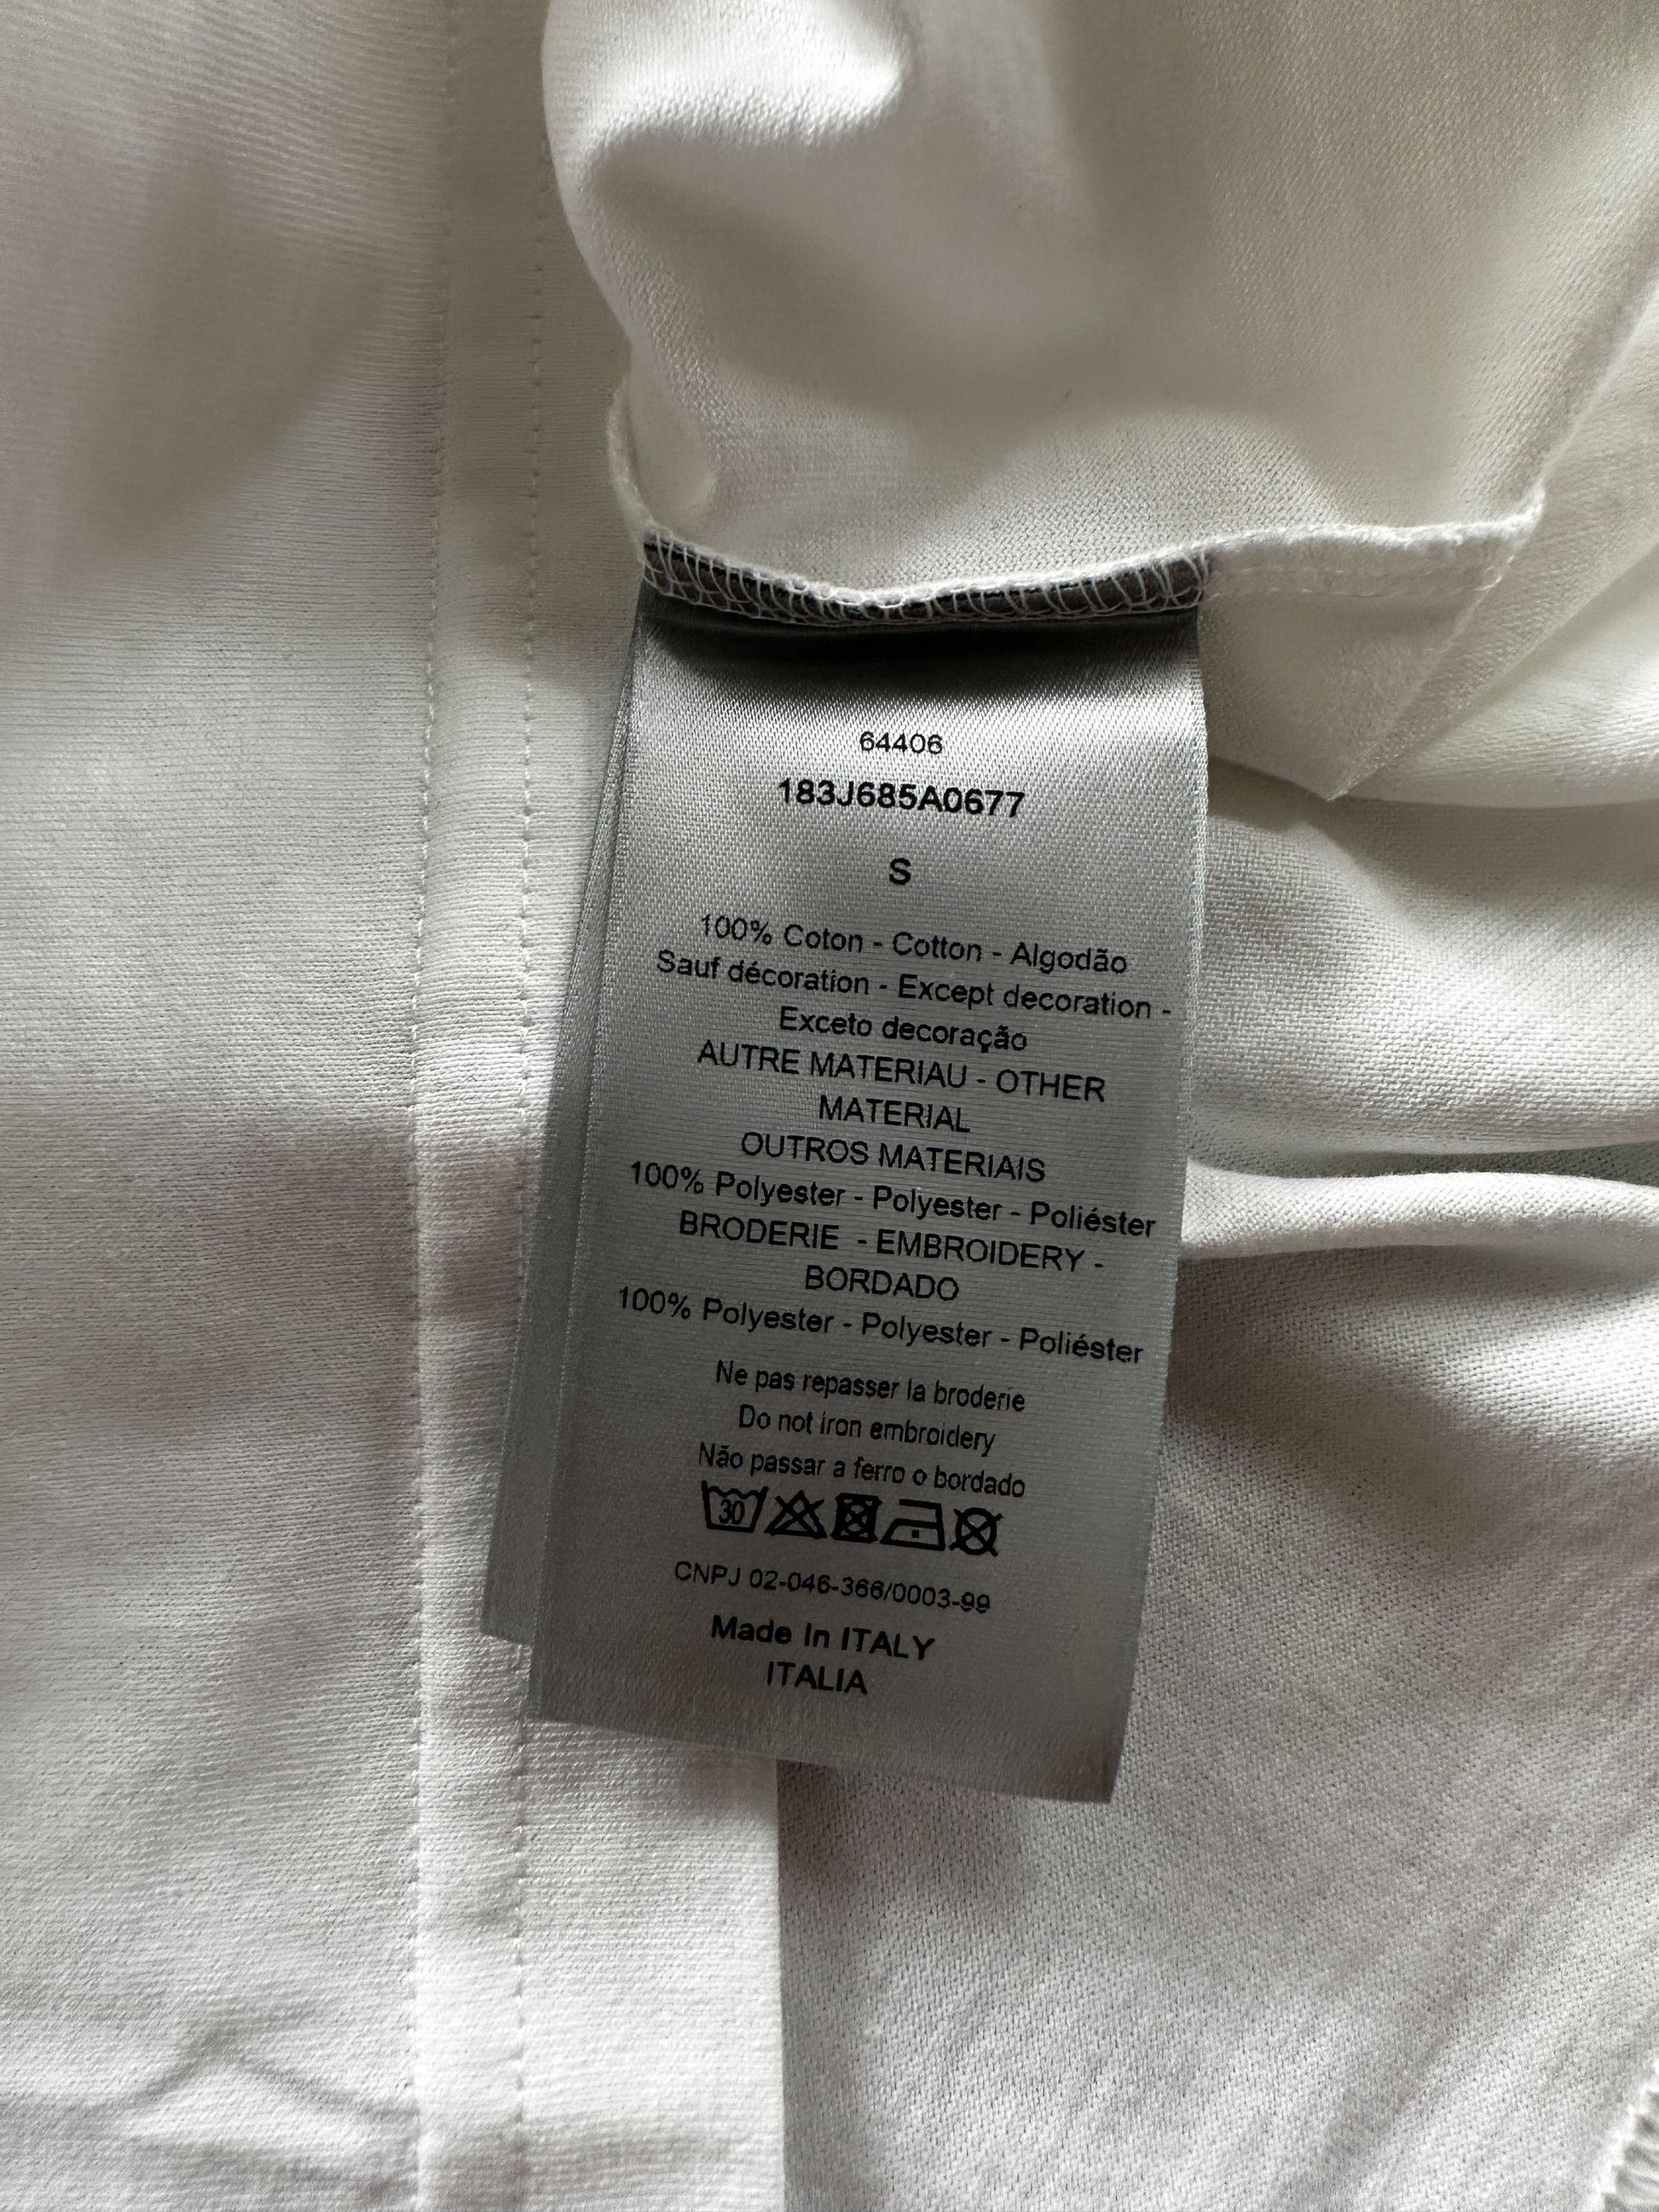 64406
183J685A0677
S
100% Coton - Cotton - Algodão
Sauf décoration - Except decoration -
Exceto decoração
AUTRE MATERIAU - OTHER
MATERIAL
OUTROS MATERIAIS
100% Polyester - Polyester - Poliéster
BRODERIE - EMBROIDERY -
BORDADO
100% Polyester - Polyester - Poliéster
Ne pas repasser la broderie
Do not iron embroidery
Não passar a ferro o bordado
30
CNPJ 02-046-366/0003-99
Made In ITALY
ITALIA